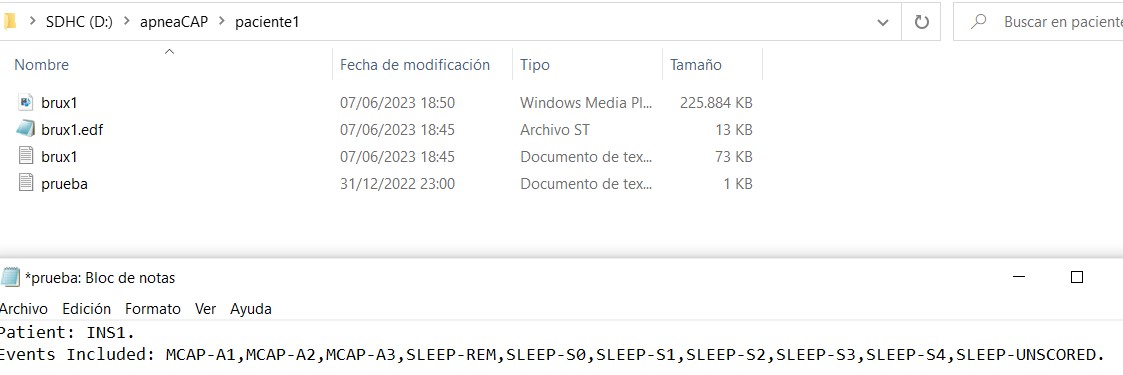 SDHC (D:) > apneaCAP > paciente1
Buscar en paciente
Nombre Fecha de modificación Tipo Tamaño
brux1 07/06/2023 18:50 Windows Media Pl... 225.884 KB
brux1.edf 07/06/2023 18:45 Archivo ST 13 KB
brux1 07/06/2023 18:45 Documento de tex... 73 KB
prueba 31/12/2022 23:00 Documento de tex... 1 KB
*prueba: Bloc de notas
Archivo Edición Formato Ver Ayuda
Patient: INS1.
Events Included: MCAP-A1,MCAP-A2,MCAP-A3,SLEEP-REM,SLEEP-S0,SLEEP-S1,SLEEP-S2,SLEEP-S3,SLEEP-S4,SLEEP-UNSCORED.